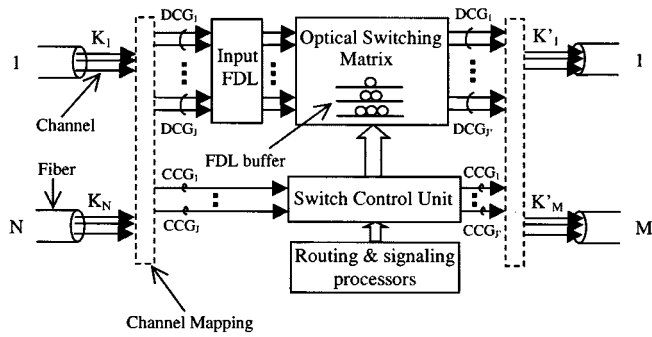 DCG1
DCG1
K1
Input
FDL
Optical Switching
Matrix
K'1
1
1
Channel
DCGJ
DCGJ'
FDL buffer
Fiber
KN
CCG1
CCG1
Switch Control Unit
K'M
N
M
CCGJ
CCGJ'
Routing & signaling
processors
Channel Mapping